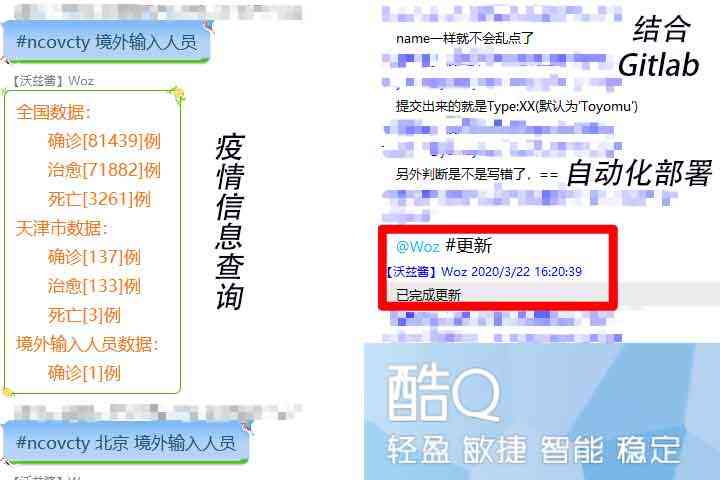 #ncovcty 境外输入人员
【沃兹酱】Woz
全国数据：
确诊[81439]例
治愈[71882]例
死亡[3261]例
天津市数据：
确诊[137]例
治愈[133]例
死亡[3]例
境外输入人员数据：
确诊[1]例
#ncovcty 北京 境外输入人员
疫情信息查询
name一样就不会乱点了
结合
Gitlab
提交出来的就是Type:XX(默认为'Toyomu')
另外判断是不是写错了，==
自动化部署
@Woz #更新
【沃兹酱】Woz 2020/3/22 16:20:39
已完成更新
酷Q
轻盈 敏捷 智能 稳定